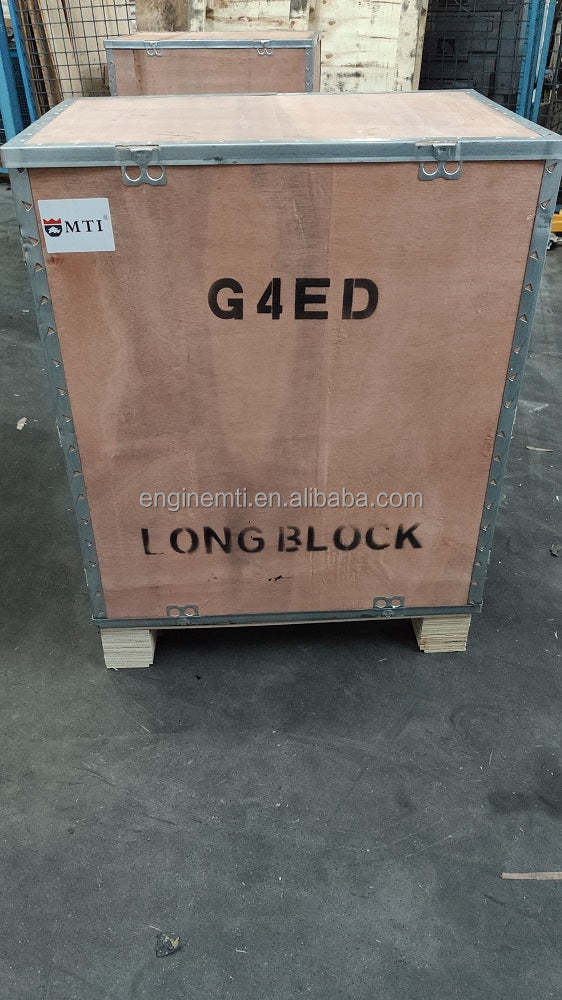 MTI®
G4ED
enginemti.en.alibaba.com
LONG BLOCK